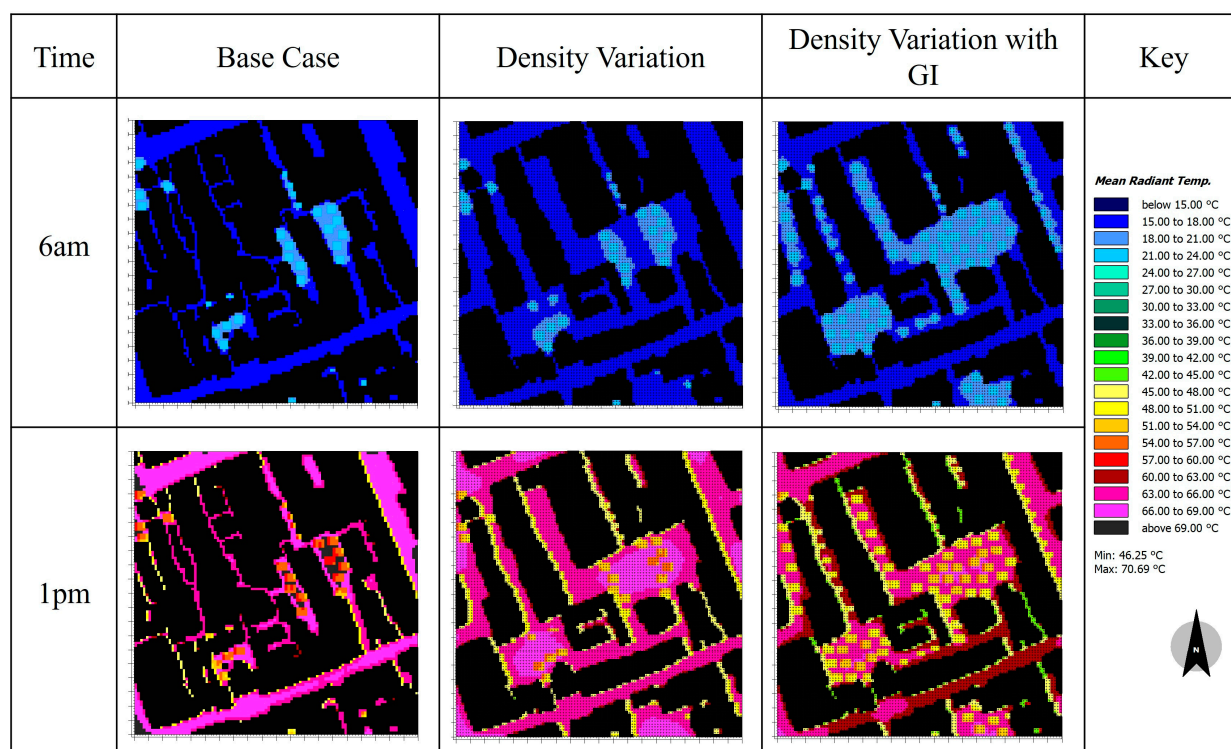 Time
Base Case
Density Variation
Density Variation with
GI
Key
6am
Mean Radiant Temp.
below 15.00 °C
15.00 to 18.00 °C
18.00 to 21.00 °C
21.00 to 24.00 °C
24.00 to 27.00 °C
27.00 to 30.00 °C
30.00 to 33.00 °C
33.00 to 36.00 °C
36.00 to 39.00 °C
39.00 to 42.00 °C
42.00 to 45.00 °C
45.00 to 48.00 °C
48.00 to 51.00 °C
51.00 to 54.00 °C
54.00 to 57.00 °C
57.00 to 60.00 °C
60.00 to 63.00 °C
63.00 to 66.00 °C
66.00 to 69.00 °C
above 69.00 °C
Min: 46.25 °C
Max: 70.69 °C
1pm
N